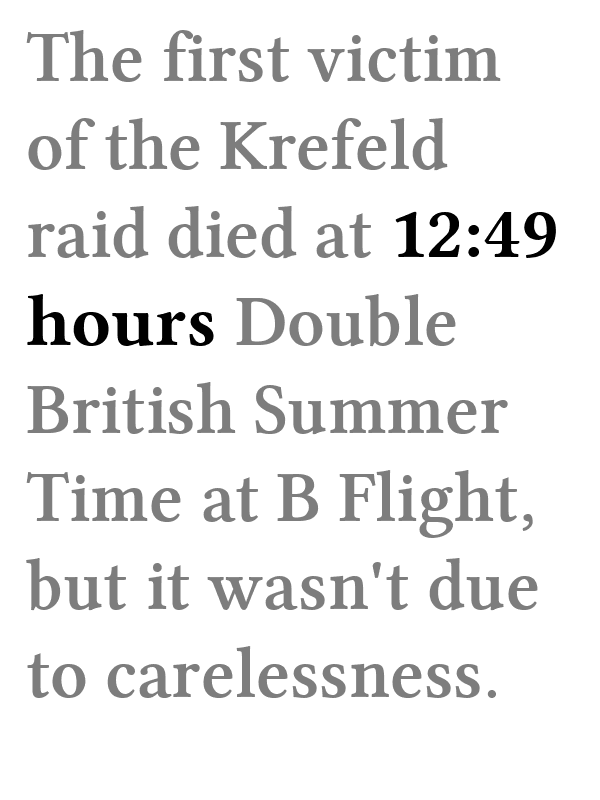 The first victim
of the Krefeld
raid died at 12:49
hours Double
British Summer
Time at B Flight,
but it wasn't due
to carelessness.